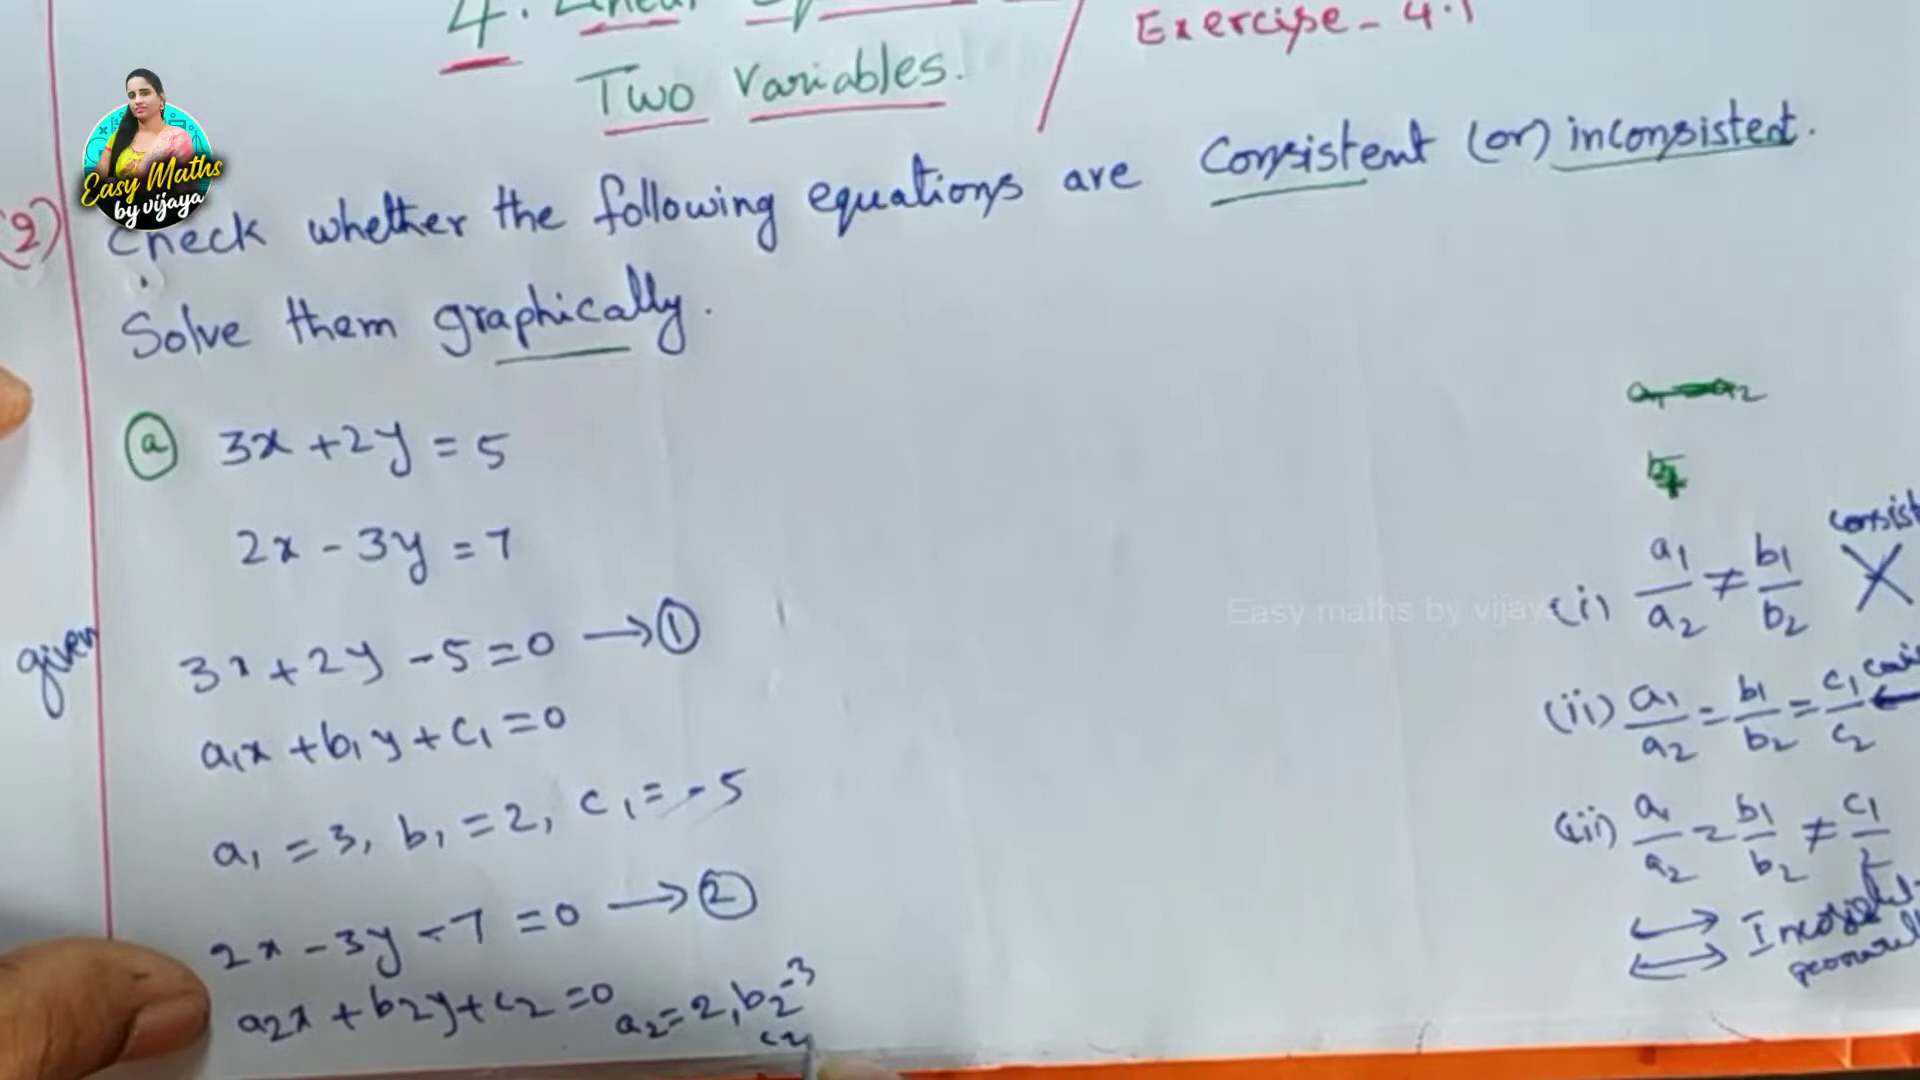 4.
Two Variables.
Exercise - 4.1
Easy Maths
by vijaya
(2) Check whether the following equations are Consistent (or) inconsistent.
Solve them graphically.
(a) 3x + 2y = 5
2x - 3y = 7
given 3x + 2y - 5 = 0 → (1)
a1x + b1y + c1 = 0
a1 = 3, b1 = 2, c1 = -5
2x - 3y - 7 = 0 → (2)
a2x + b2y + c2 = 0 a2 = 2, b2 -3
Easy maths by vijay
(i) a1/a2 ≠ b1/b2
(ii) a1/a2 = b1/b2 = c1/c2
(iii) a1/a2 = b1/b2 ≠ c1